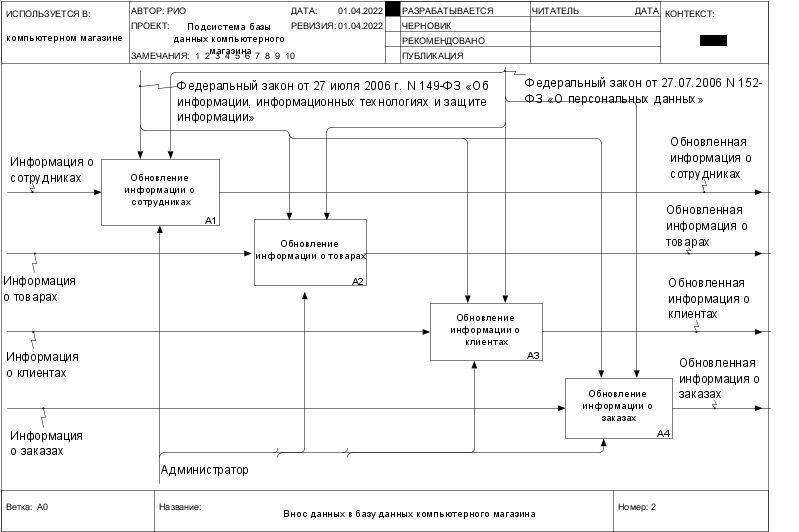 ИСПОЛЬЗУЕТСЯ В:
компьютерном магазине
АВТОР: РИО
ДАТА: 01.04.2022
ПРОЕКТ: Подсистема базы
данных компьютерного
магазина
РЕВИЗИЯ: 01.04.2022
ЗАМЕЧАНИЯ: 1 2 3 4 5 6 7 8 9 10
РАЗРАБАТЫВАЕТСЯ
ЧЕРНОВИК
РЕКОМЕНДОВАНО
ПУБЛИКАЦИЯ
ЧИТАТЕЛЬ ДАТА
КОНТЕКСТ:
Федеральный закон от 27 июля 2006 г. N 149-ФЗ «Об
информации, информационных технологиях и защите
информации»
Федеральный закон от 27.07.2006 N 152-
ФЗ «О персональных данных»
Информация о
сотрудниках
Обновление
информации о
сотрудниках
A1
Обновленная
информация о
сотрудниках
Информация
о товарах
Обновление
информации о товарах
A2
Обновленная
информация о
товарах
Информация
о клиентах
Обновление
информации о
клиентах
A3
Обновленная
информация о
клиентах
Информация
о заказах
Обновление
информации о
заказах
A4
Обновленная
информация о
заказах
Администратор
Ветка: A0
Название:
Внос данных в базу данных компьютерного магазина
Номер: 2